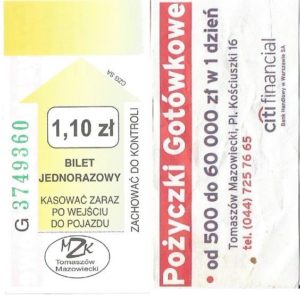 CZG SA
1,10 zł
BILET
JEDNORAZOWY
KASOWAĆ ZARAZ
PO WEJŚCIU
DO POJAZDU
MZK
Tomaszów
Mazowiecki
G 3749360
ZACHOWAĆ DO KONTROLI
Pożyczki Gotówkowe
• od 500 do 60 000 zł w 1 dzień
Tomaszów Mazowiecki, Pl. Kościuszki 16
tel. (044) 725 76 65
citifinancial
Bank Handlowy w Warszawie SA